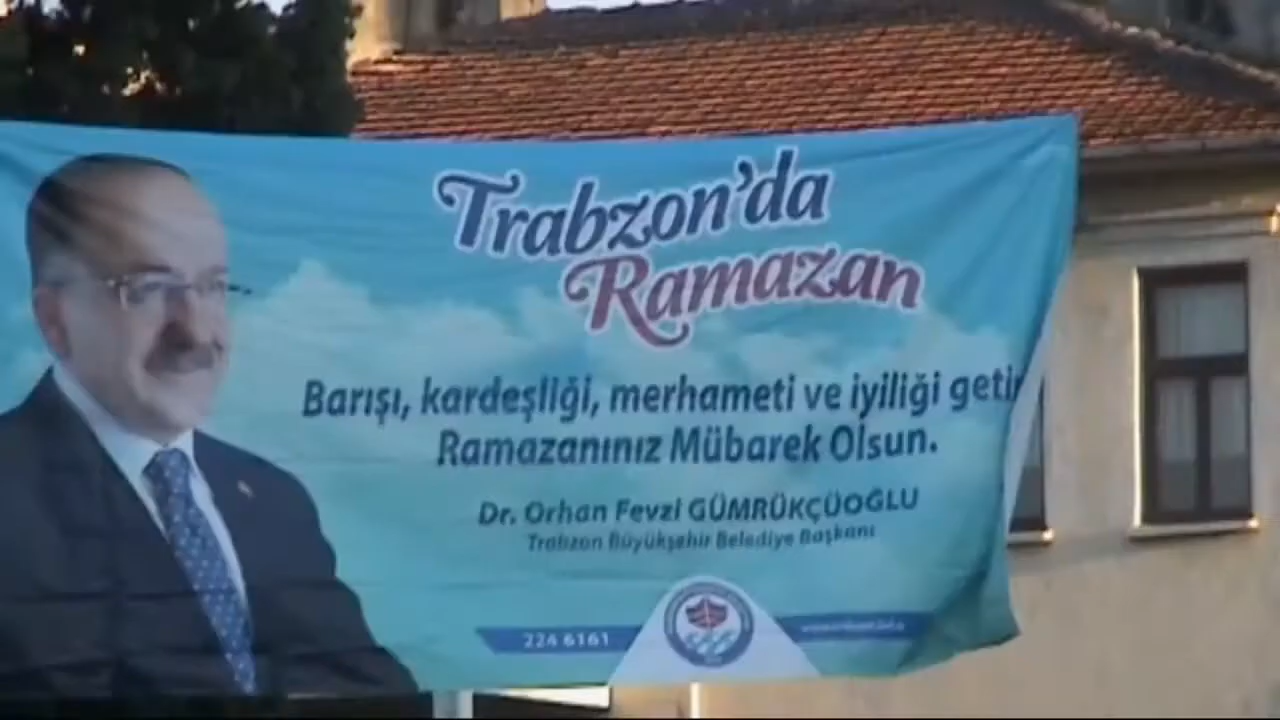 Trabzon'da
Ramazan
Barışı, kardeşliği, merhameti ve iyiliği
Ramazanınız Mübarek Olsun.
Dr. Orhan Fevzi GÜMRÜKÇÜOĞLU
Trabzon Büyükşehir Belediye Başkanı
224 6161